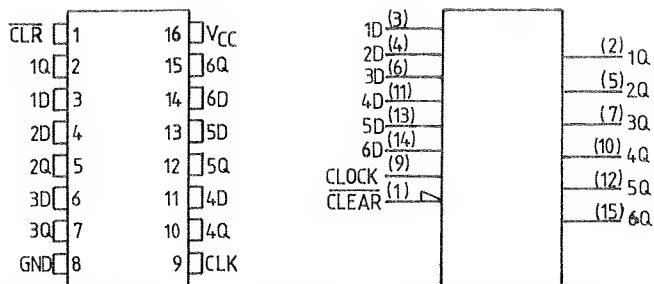 CLR 1 16 VCC
1Q 2 15 6Q
1D 3 14 6D
2D 4 13 5D
2Q 5 12 5Q
3D 6 11 4D
3Q 7 10 4Q
GND 8 9 CLK
1D (3)
2D (4)
3D (6)
4D (11)
5D (13)
6D (14)
CLOCK (9)
CLEAR (1)
(2) 1Q
(5) 2Q
(7) 3Q
(10) 4Q
(12) 5Q
(15) 6Q